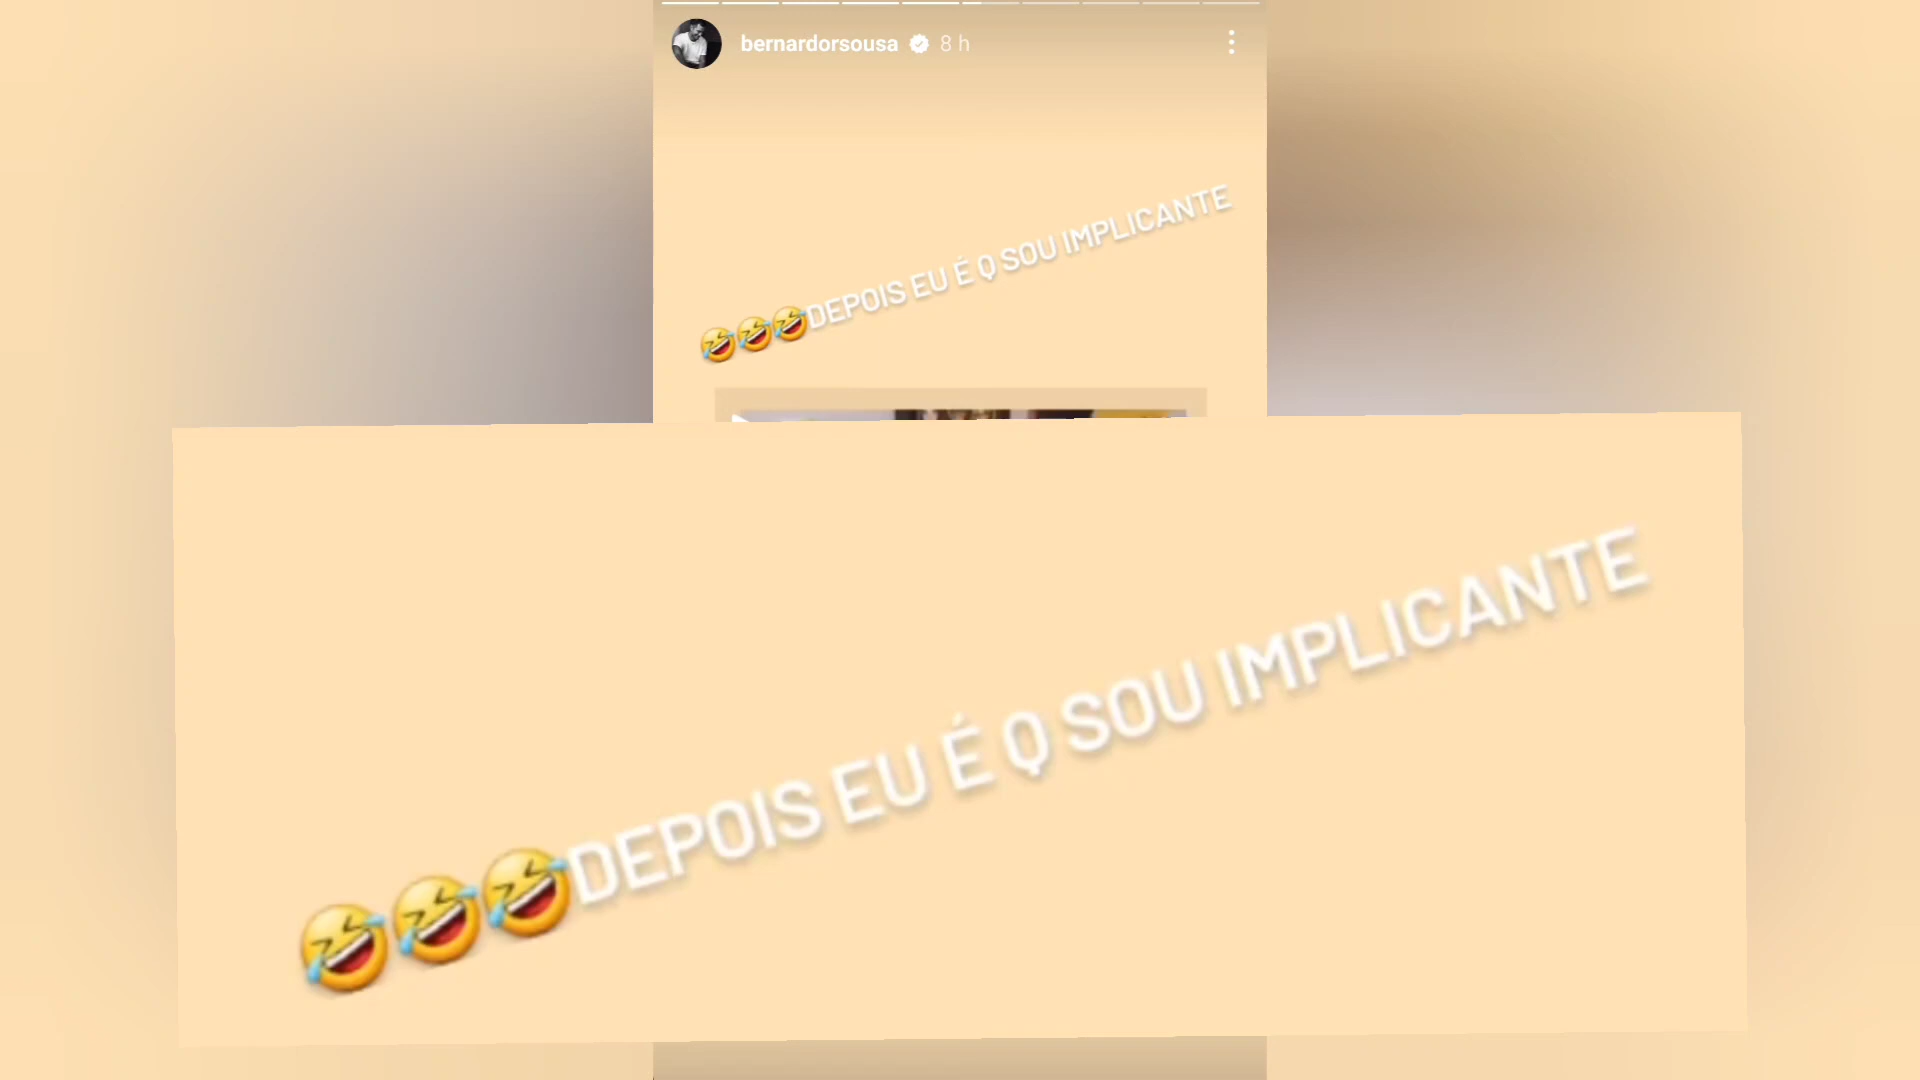 bernardorsousa 8 h
🤣🤣🤣DEPOIS EU É Q SOU IMPLICANTE
🤣🤣🤣DEPOIS EU É Q SOU IMPLICANTE